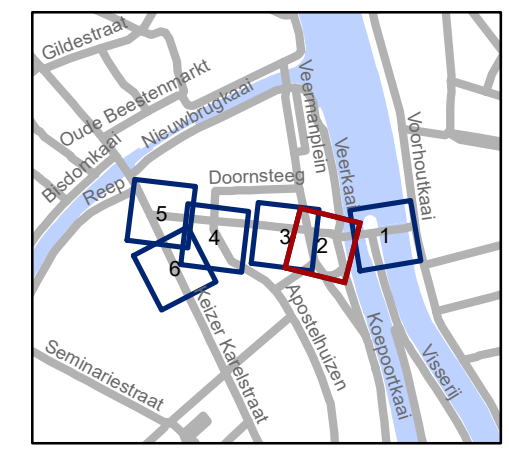 Gildestraat
Oude Beestenmarkt
Nieuwbrugkaai
Bisdomkaai
Reep
Veermanplein
Voorhoutkaai
Veerkaai
Doornsteeg
5
4
3
2
1
6
Keizer Karelstraat
Apostelhuizen
Koepoortkaai
Visserij
Seminariestraat